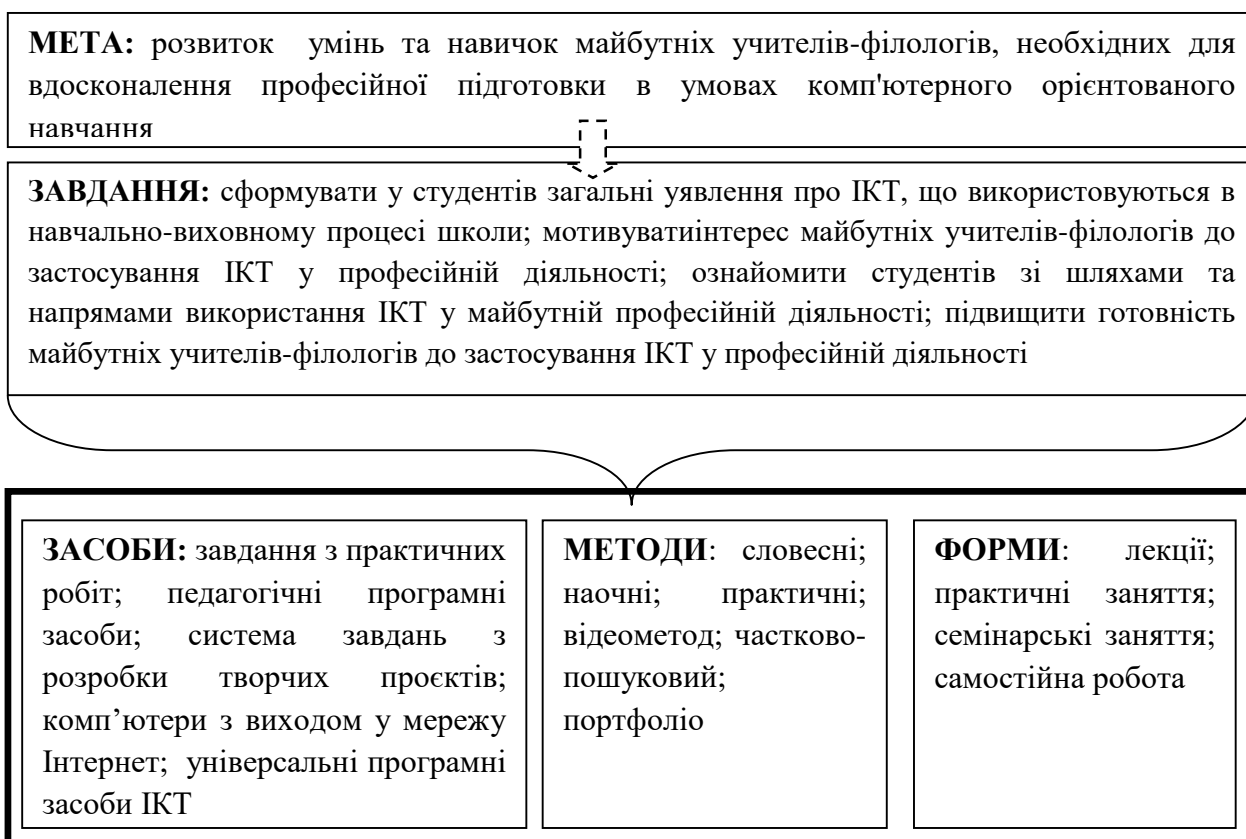 МЕТА: розвиток умінь та навичок майбутніх учителів-філологів, необхідних для
вдосконалення професійної підготовки в умовах комп'ютерного орієнтованого
навчання
ЗАВДАННЯ: сформувати у студентів загальні уявлення про ІКТ, що використовуються в
навчально-виховному процесі школи; мотивуватиінтерес майбутніх учителів-філологів до
застосування ІКТ у професійній діяльності; ознайомити студентів зі шляхами та
напрямами використання ІКТ у майбутній професійній діяльності; підвищити готовність
майбутніх учителів-філологів до застосування ІКТ у професійній діяльності
ЗАСОБИ: завдання з практичних
робіт; педагогічні програмні
засоби; система завдань з
розробки творчих проєктів;
комп’ютери з виходом у мережу
Інтернет; універсальні програмні
засоби ІКТ
МЕТОДИ: словесні;
наочні; практичні;
відеометод; частково-
пошуковий;
портфоліо
ФОРМИ: лекції;
практичні заняття;
семінарські заняття;
самостійна робота